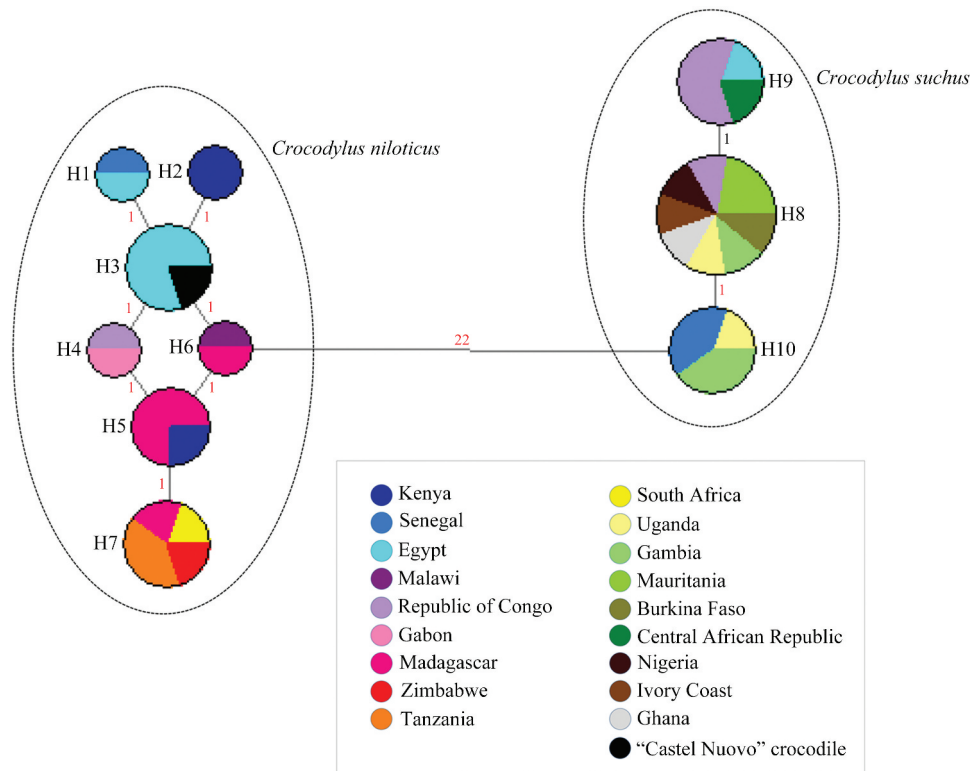 Crocodylus suchus
H9
Crocodylus niloticus
1
H1
H2
1
1
H8
H3
1
1
1
H4
H6
22
H10
1
1
H5
1
H7
Kenya
Senegal
Egypt
Malawi
Republic of Congo
Gabon
Madagascar
Zimbabwe
Tanzania
South Africa
Uganda
Gambia
Mauritania
Burkina Faso
Central African Republic
Nigeria
Ivory Coast
Ghana
“Castel Nuovo” crocodile